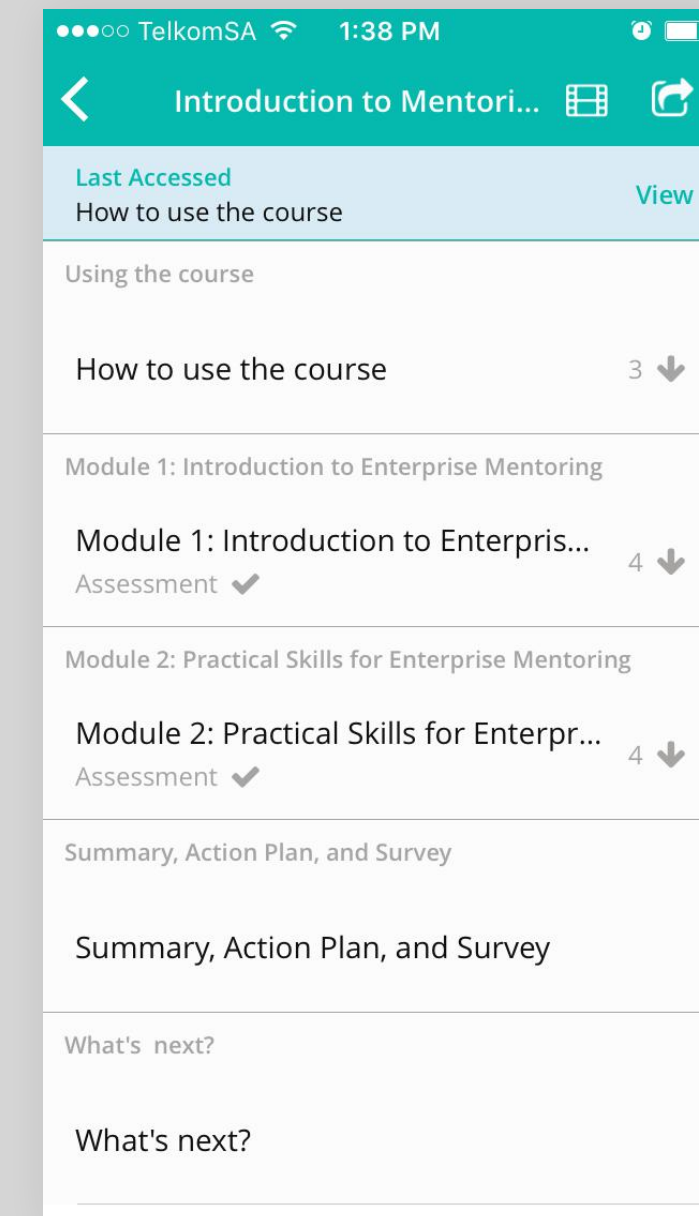 TelkomSA 1:38 PM
Introduction to Mentori...
Last Accessed
How to use the course
View
Using the course
How to use the course 3
Module 1: Introduction to Enterprise Mentoring
Module 1: Introduction to Enterpris...
Assessment
4
Module 2: Practical Skills for Enterprise Mentoring
Module 2: Practical Skills for Enterpr...
Assessment
4
Summary, Action Plan, and Survey
Summary, Action Plan, and Survey
What's next?
What's next?